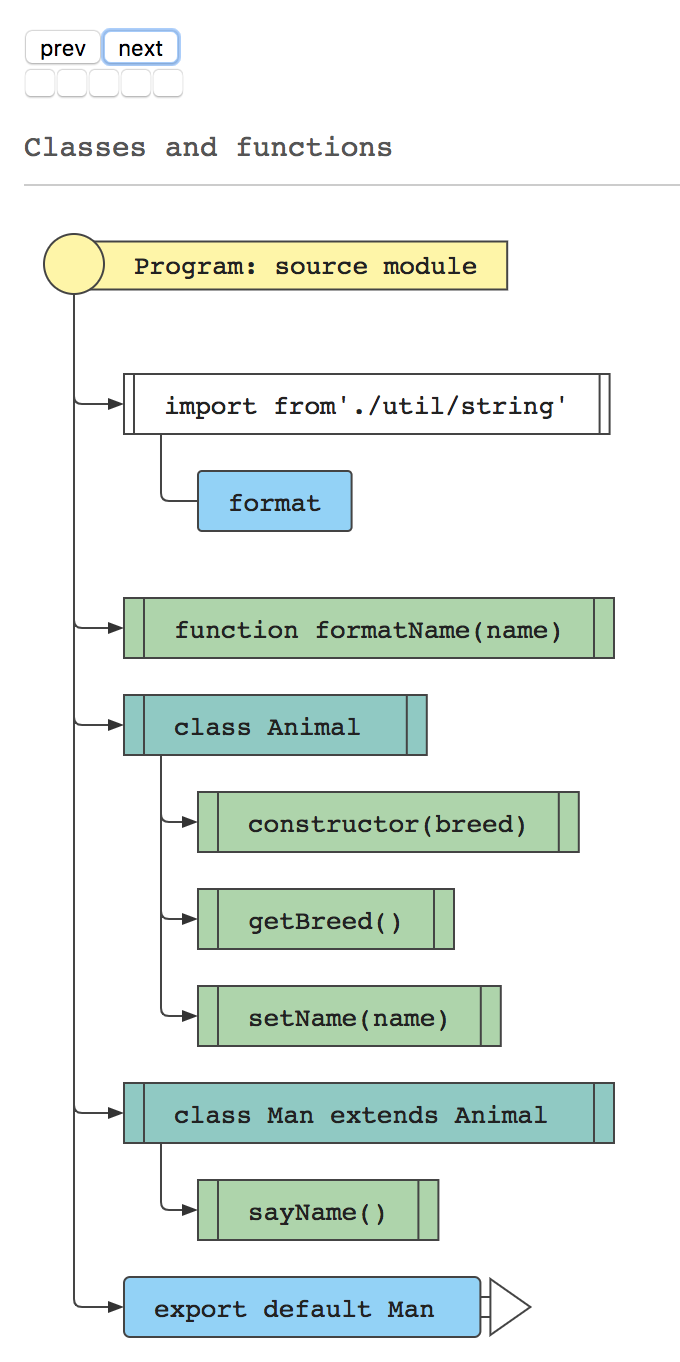 prev next
Classes and functions
Program: source module
import from'./util/string'
format
function formatName(name)
class Animal
constructor(breed)
getBreed()
setName(name)
class Man extends Animal
sayName()
export default Man